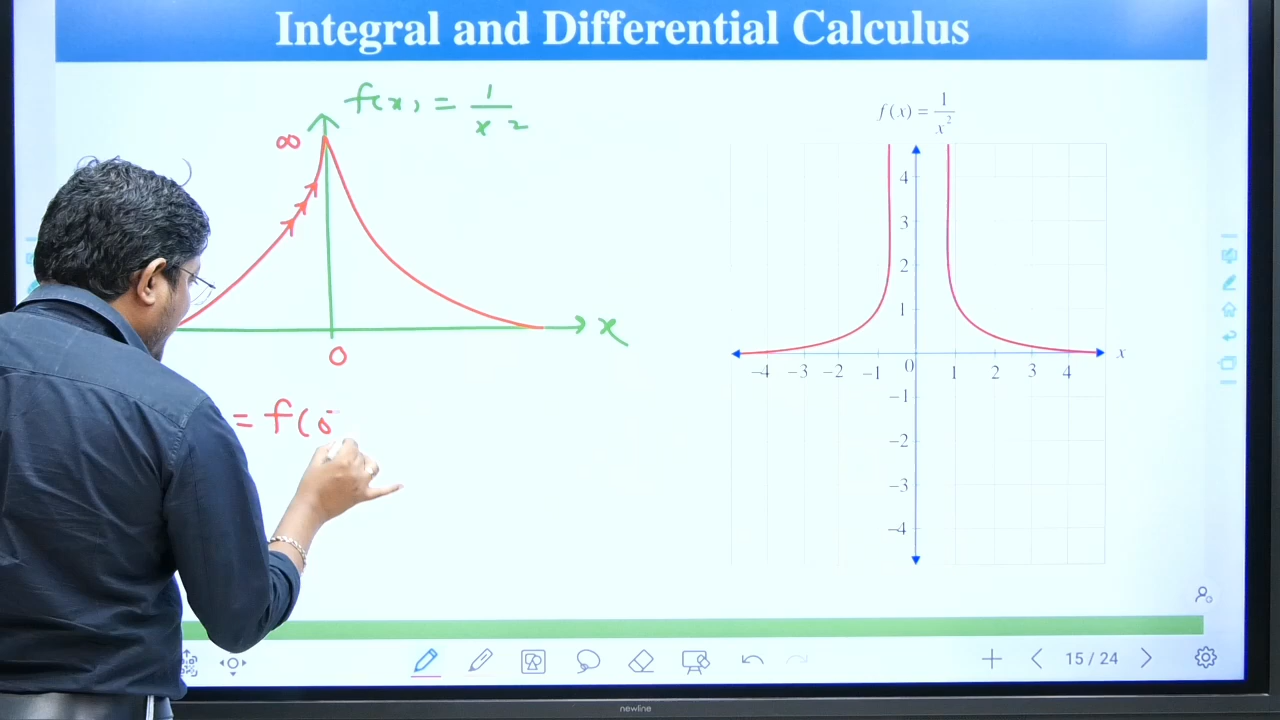 Integral and Differential Calculus
f(x) = 1/x 2
∞
x
0
= f(0⁻
f(x) = 1/x²
4
3
2
1
0
-4 -3 -2 -1 1 2 3 4 x
-1
-2
-3
-4
15 / 24
newline